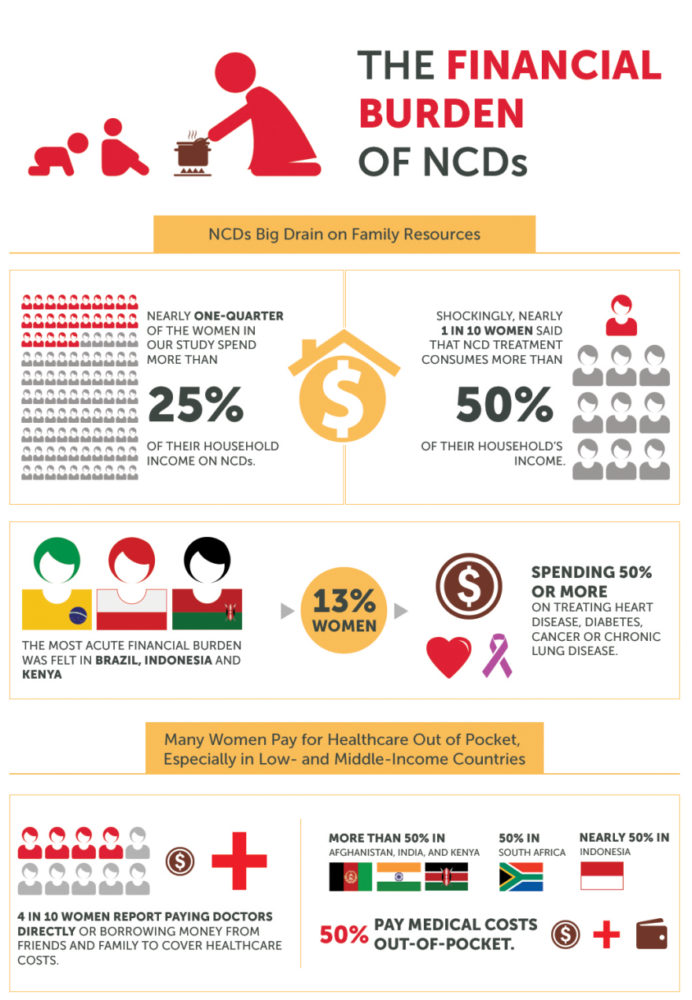 THE FINANCIAL
BURDEN
OF NCDs
NCDs Big Drain on Family Resources
NEARLY ONE-QUARTER
OF THE WOMEN IN
OUR STUDY SPEND
MORE THAN
25%
OF THEIR HOUSEHOLD
INCOME ON NCDs.
$
SHOCKINGLY, NEARLY
1 IN 10 WOMEN SAID
THAT NCD TREATMENT
CONSUMES MORE THAN
50%
OF THEIR HOUSEHOLD'S
INCOME.
THE MOST ACUTE FINANCIAL BURDEN
WAS FELT IN BRAZIL, INDONESIA AND
KENYA
13%
WOMEN
$
SPENDING 50%
OR MORE
ON TREATING HEART
DISEASE, DIABETES,
CANCER OR CHRONIC
LUNG DISEASE.
Many Women Pay for Healthcare Out of Pocket,
Especially in Low- and Middle-Income Countries
$
4 IN 10 WOMEN REPORT PAYING DOCTORS
DIRECTLY OR BORROWING MONEY FROM
FRIENDS AND FAMILY TO COVER HEALTHCARE
COSTS.
MORE THAN 50% IN
AFGHANISTAN, INDIA, AND KENYA
50% IN
SOUTH AFRICA
NEARLY 50% IN
INDONESIA
50% PAY MEDICAL COSTS
OUT-OF-POCKET.
$